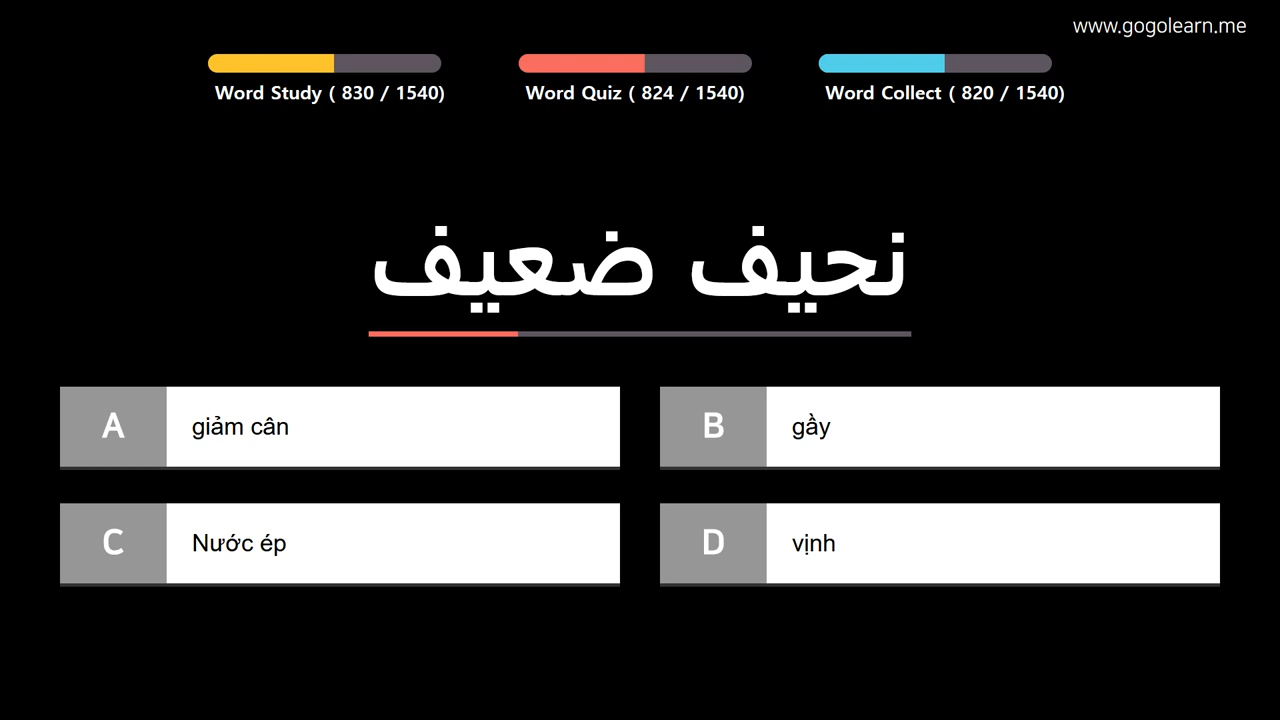 www.gogolearn.me
Word Study ( 830 / 1540)
Word Quiz ( 824 / 1540)
Word Collect ( 820 / 1540)
نحيف ضعيف
A
giảm cân
B
gầy
C
Nước ép
D
vịnh